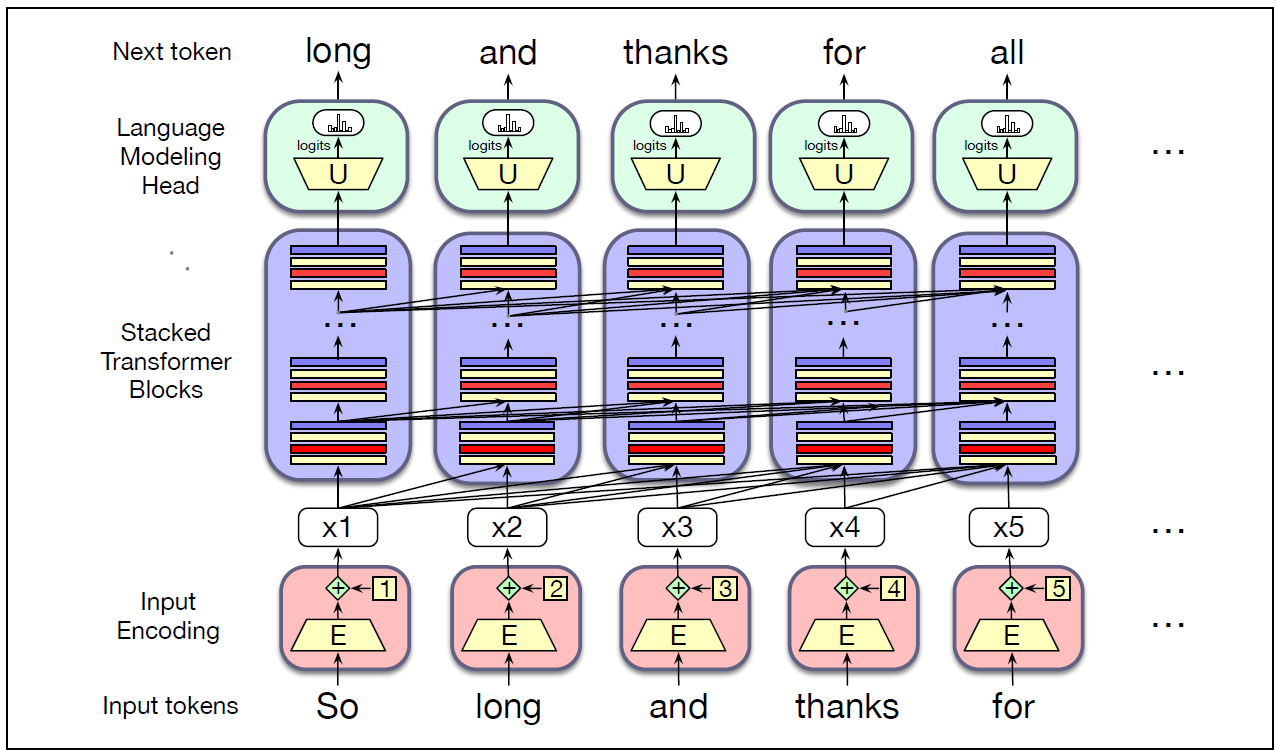 Next token long and thanks for all
Language
Modeling
Head
logits logits logits logits logits
U U U U U
...
Stacked
Transformer
Blocks
... ... ... ... ...
...
x1 x2 x3 x4 x5 ...
+ 1 + 2 + 3 + 4 + 5
Input
Encoding
E E E E E
...
Input tokens So long and thanks for